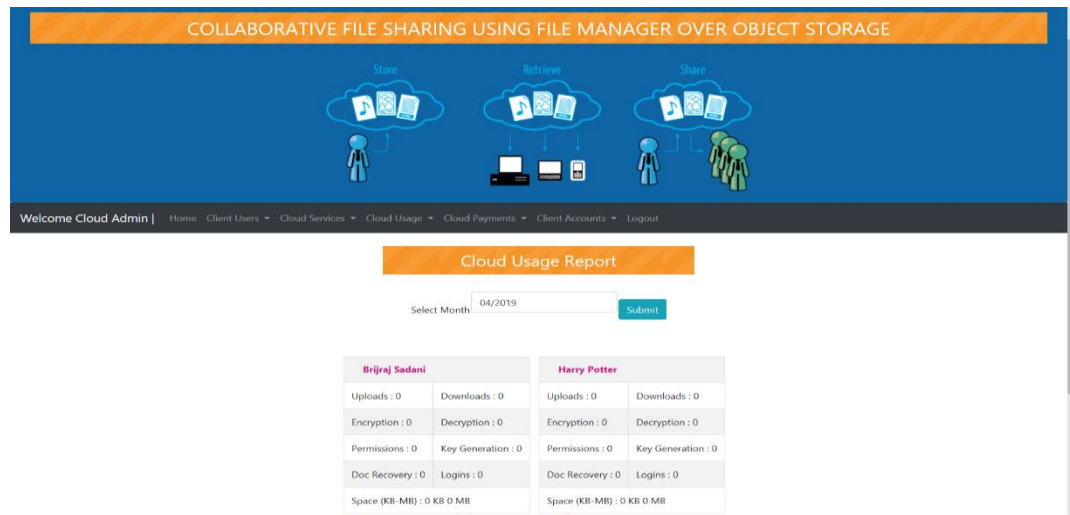 COLLABORATIVE FILE SHARING USING FILE MANAGER OVER OBJECT STORAGE
Store Retrieve Share
Welcome Cloud Admin | Home Client Users Cloud Services Cloud Usage Cloud Payments Client Accounts Logout
Cloud Usage Report
Select Month 04/2019 Submit
Brijraj Sadani Harry Potter
Uploads : 0 Downloads : 0 Uploads : 0 Downloads : 0
Encryption : 0 Decryption : 0 Encryption : 0 Decryption : 0
Permissions : 0 Key Generation : 0 Permissions : 0 Key Generation : 0
Doc Recovery : 0 Logins : 0 Doc Recovery : 0 Logins : 0
Space (KB-MB) : 0 KB 0 MB Space (KB-MB) : 0 KB 0 MB